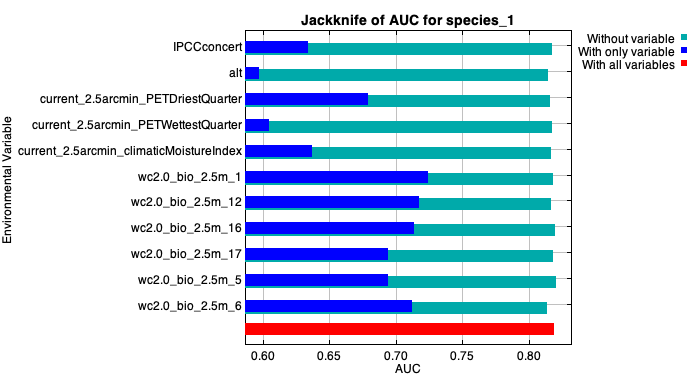 Jackknife of AUC for species_1
Without variable
With only variable
With all variables
Environmental Variable
IPCCconcert
alt
current_2.5arcmin_PETDriestQuarter
current_2.5arcmin_PETWettestQuarter
current_2.5arcmin_climaticMoistureIndex
wc2.0_bio_2.5m_1
wc2.0_bio_2.5m_12
wc2.0_bio_2.5m_16
wc2.0_bio_2.5m_17
wc2.0_bio_2.5m_5
wc2.0_bio_2.5m_6
0.60 0.65 0.70 0.75 0.80
AUC